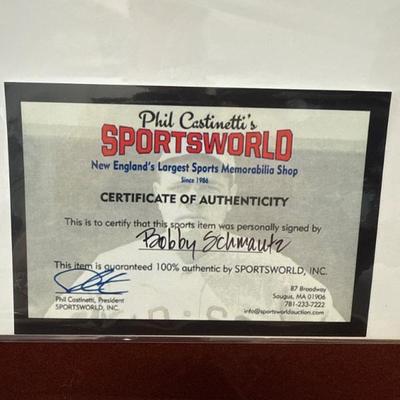 Phil Castinetti's
SPORTSWORLD
New England's Largest Sports Memorabilia Shop
Since 1986
CERTIFICATE OF AUTHENTICITY
This is to certify that this sports item was personally signed by
Bobby Schmautz
This item is guaranteed 100% authentic by SPORTSWORLD, INC.
Phil Castinetti, President
SPORTSWORLD, INC.
87 Broadway
Saugus, MA 01906
781-233-7222
info@sportsworldauction.com